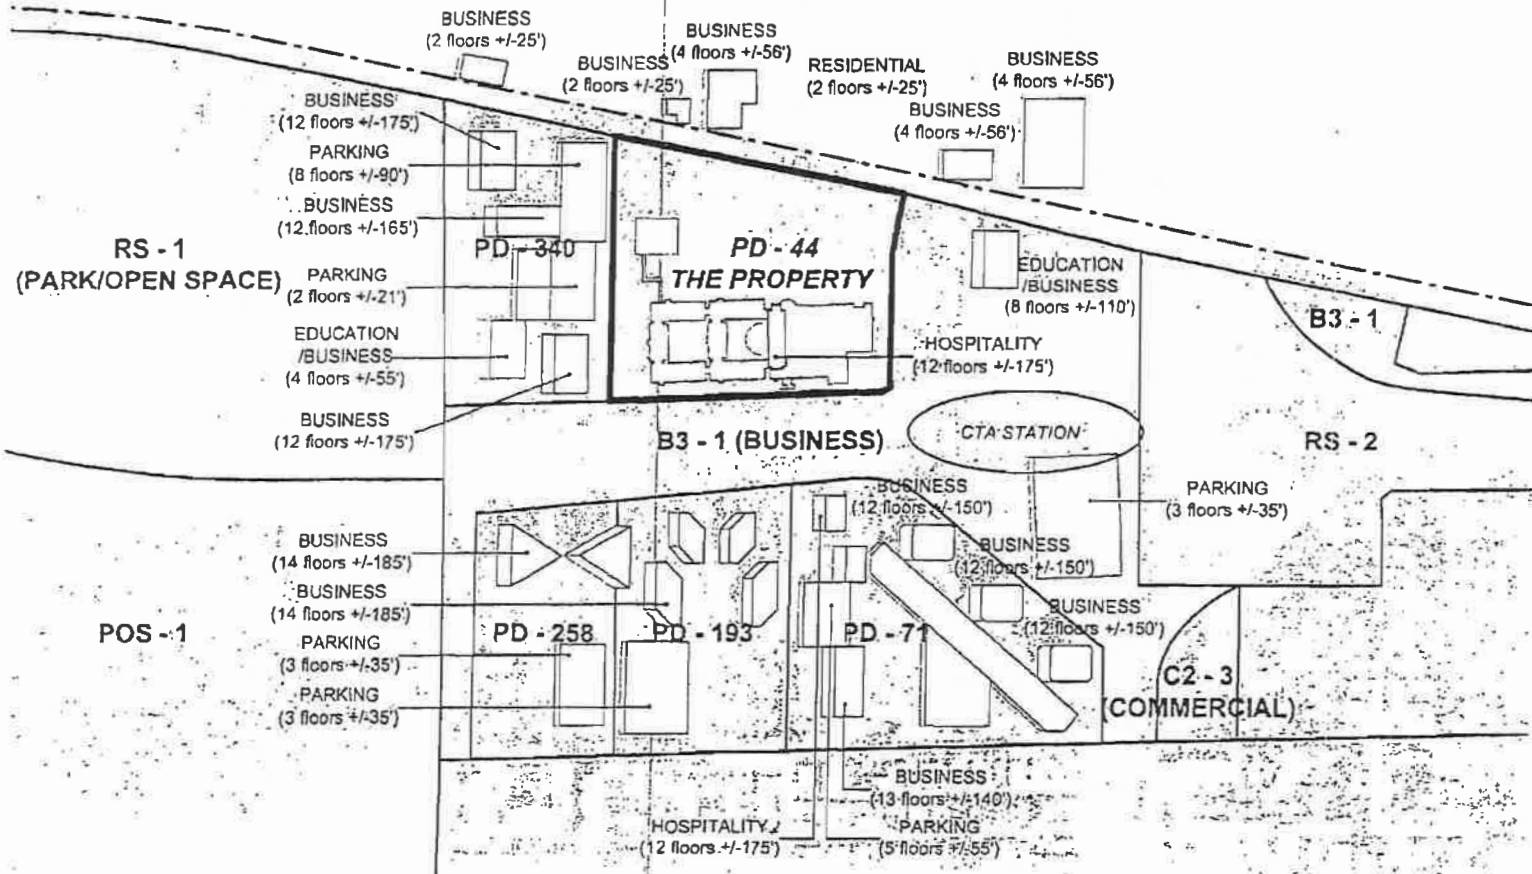 BUSINESS
(2 floors +/-25')
BUSINESS
(2 floors +/-25')
BUSINESS
(4 floors +/-56')
RESIDENTIAL
(2 floors +/-25')
BUSINESS
(4 floors +/-56')
BUSINESS
(4 floors +/-56')
BUSINESS
(12 floors +/-175')
PARKING
(8 floors +/-90')
BUSINESS
(12 floors +/-165')
PD - 340
RS - 1
(PARK/OPEN SPACE)
PARKING
(2 floors +/-21')
EDUCATION
/BUSINESS
(4 floors +/-55')
BUSINESS
(12 floors +/-175')
PD - 44
THE PROPERTY
EDUCATION
/BUSINESS
(8 floors +/-110')
HOSPITALITY
(12 floors +/-175')
B3 - 1
B3 - 1 (BUSINESS)
CTA STATION
RS - 2
BUSINESS
(12 floors +/-150')
PARKING
(3 floors +/-35')
BUSINESS
(12 floors +/-150')
BUSINESS
(12 floors +/-150')
BUSINESS
(14 floors +/-185')
BUSINESS
(14 floors +/-185')
POS - 1
PARKING
(3 floors +/-35')
PARKING
(3 floors +/-35')
PD - 258
PD - 193
PD - 71
C2 - 3
(COMMERCIAL)
BUSINESS
(13 floors +/-140')
HOSPITALITY
(12 floors +/-175')
PARKING
(5 floors +/-55')